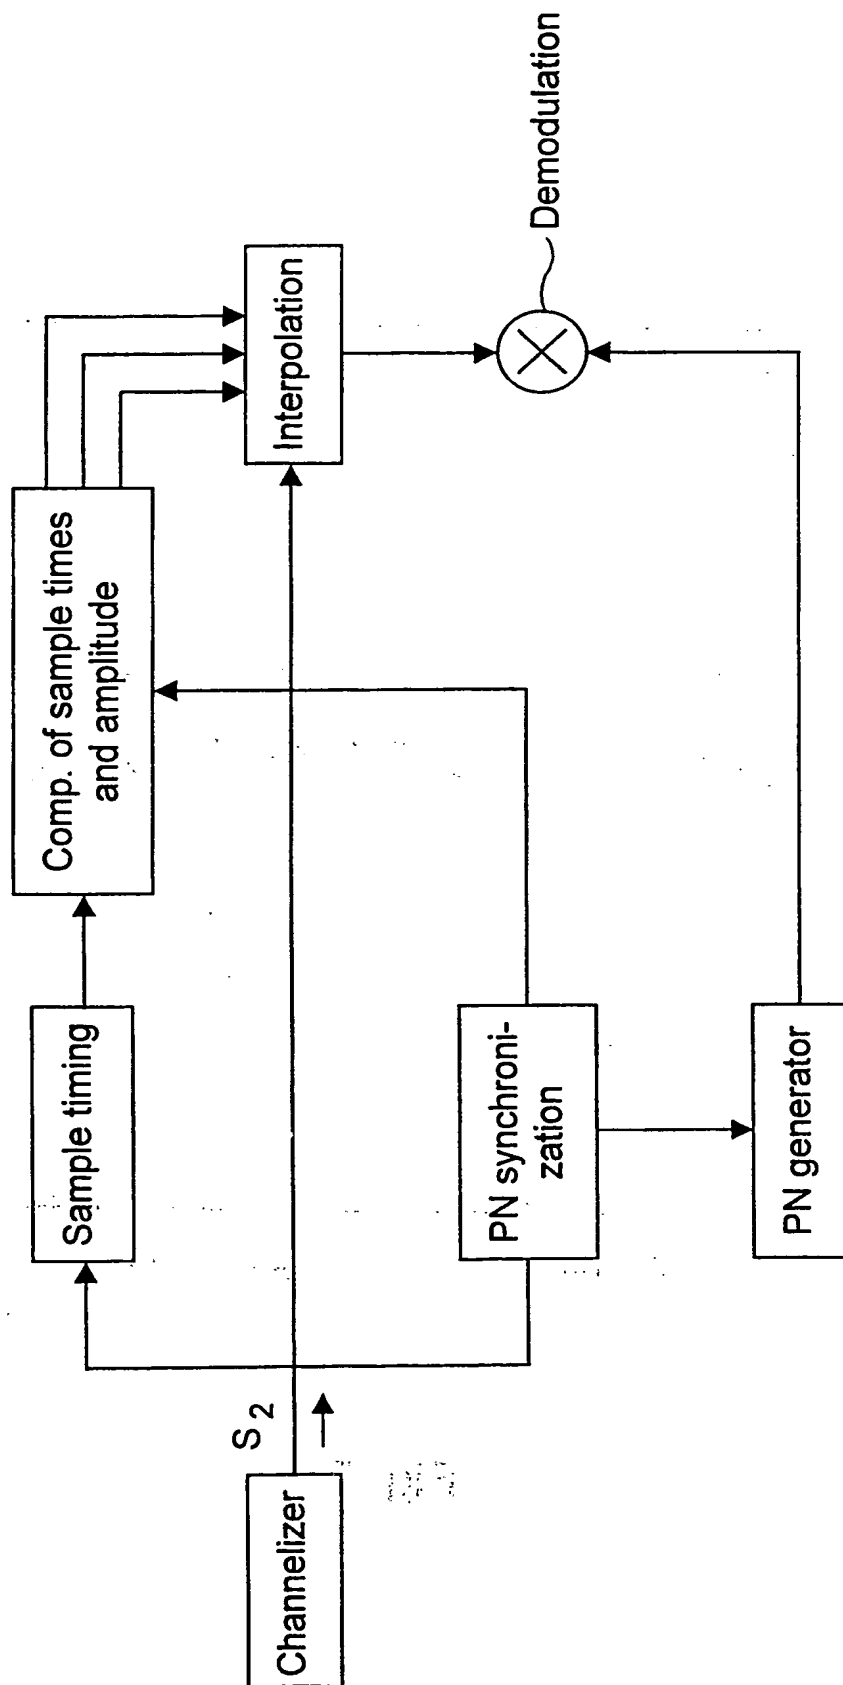 Channelizer
S2
Sample timing
Comp. of sample times
and amplitude
Interpolation
PN synchroni-
zation
PN generator
Demodulation